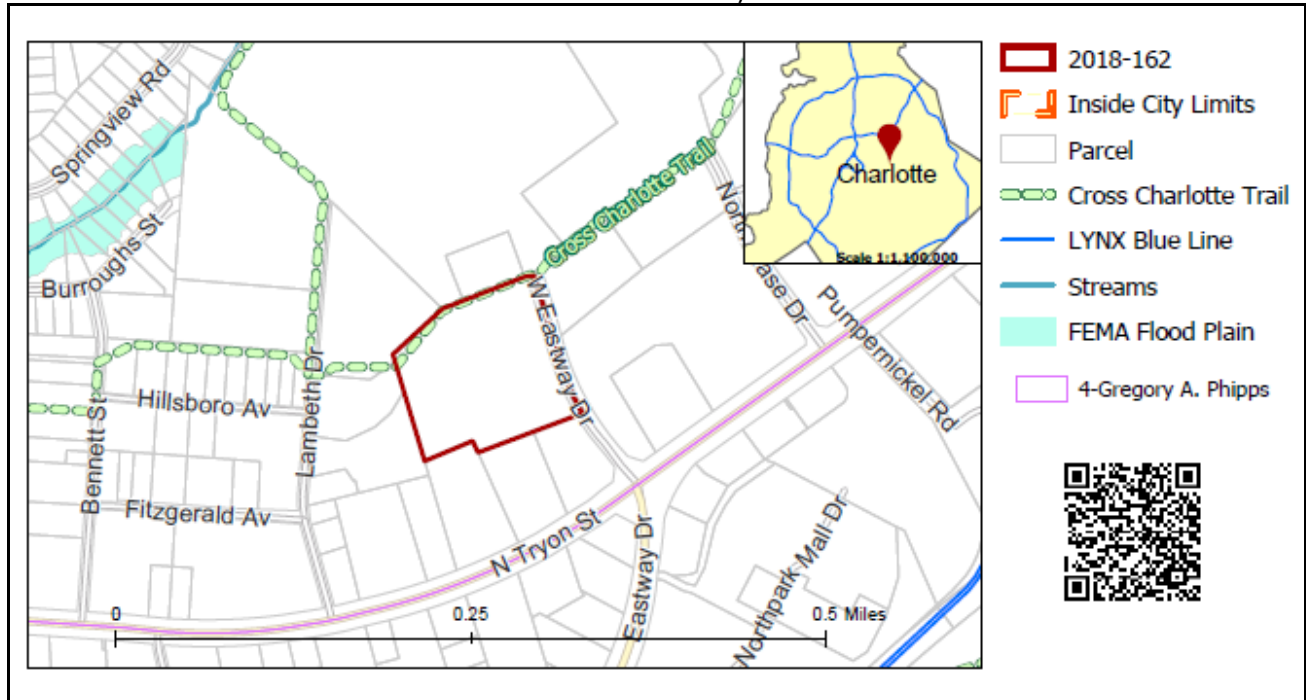 Springview Rd
Burroughs St
Bennett St
Hillsboro Av
Lambeth Dr
Fitzgerald Av
Cross Charlotte Trail
W Eastway Dr
N Tryon St
Eastway Dr
Northpark Mall Dr
Pumpernickel Rd
North
ase Dr
Charlotte
Scale 1:1,100,000
0
0.25
0.5 Miles
2018-162
Inside City Limits
Parcel
Cross Charlotte Trail
LYNX Blue Line
Streams
FEMA Flood Plain
4-Gregory A. Phipps